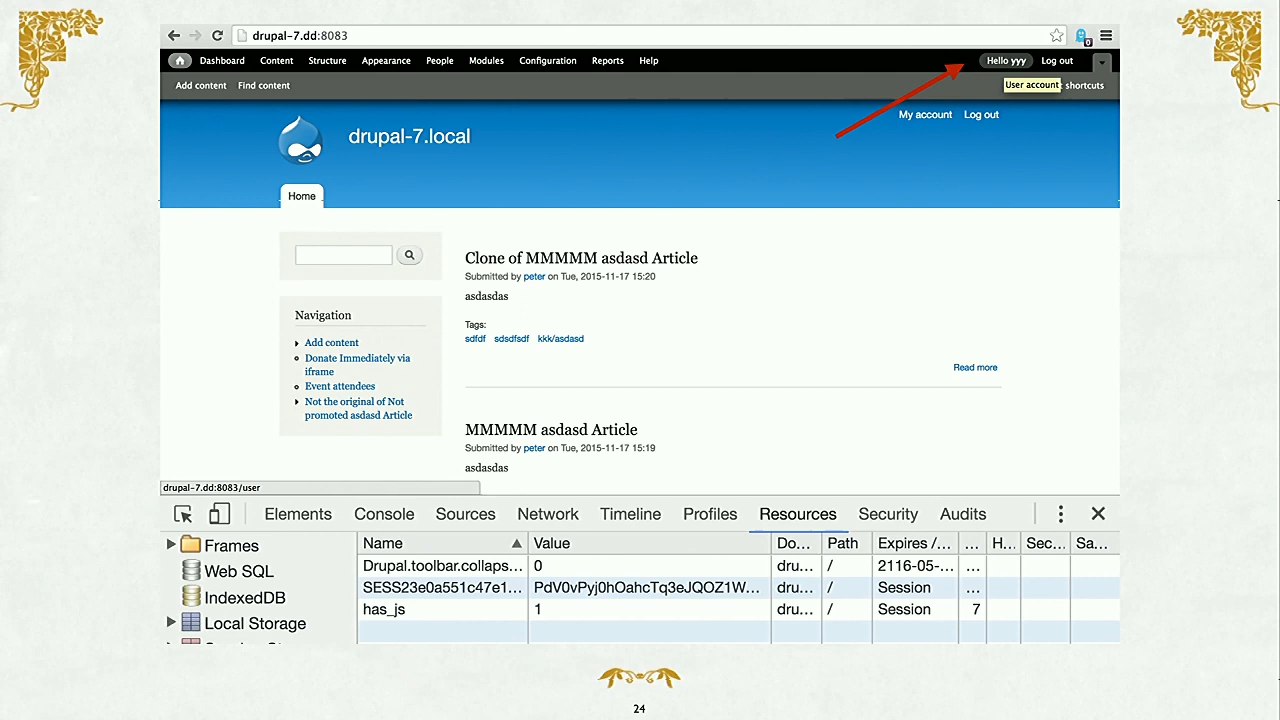 drupal-7.dd:8083
0
Dashboard Content Structure Appearance People Modules Configuration Reports Help Hello yyy Log out
Add content Find content User account shortcuts
My account Log out
drupal-7.local
Home
Clone of MMMMM asdasd Article
Submitted by peter on Tue, 2015-11-17 15:20
asdasdas
Tags:
sdfdf sdsdfsdf kkk/asdasd
Read more
Navigation
Add content
Donate Immediately via
iframe
Event attendees
Not the original of Not
promoted asdasd Article
MMMMM asdasd Article
Submitted by peter on Tue, 2015-11-17 15:19
asdasdas
drupal-7.dd:8083/user
Elements Console Sources Network Timeline Profiles Resources Security Audits
Frames
Web SQL
IndexedDB
Local Storage
Name Value Do... Path Expires /... ... H... Sec... Sa...
Drupal.toolbar.collaps... 0 dru... / 2116-05-... ...
SESS23e0a551c47e1... PdV0vPyj0hOahcTq3eJQOZ1W... dru... / Session ...
has_js 1 dru... / Session 7
24